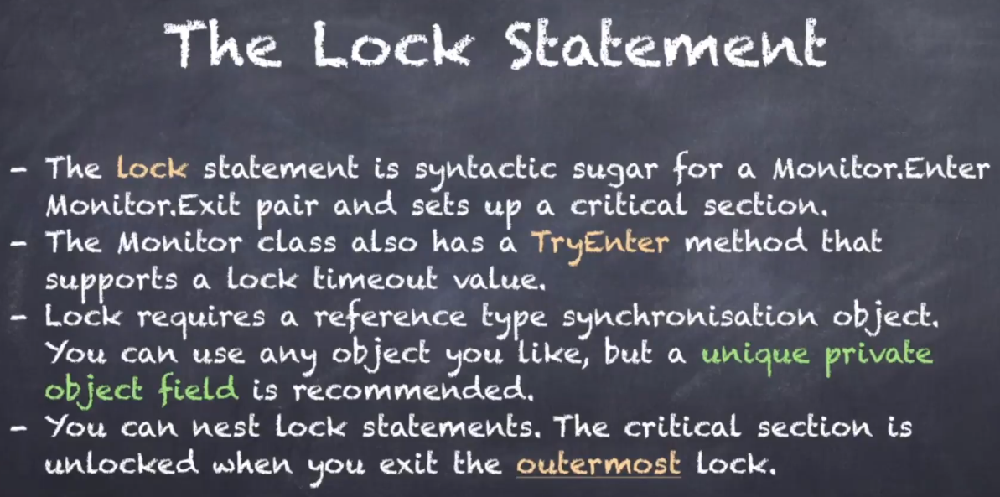 The Lock Statement
- The lock statement is syntactic sugar for a Monitor.Enter
Monitor.Exit pair and sets up a critical section.
- The Monitor class also has a TryEnter method that
supports a lock timeout value.
- Lock requires a reference type synchronisation object.
You can use any object you like, but a unique private
object field is recommended.
- You can nest lock statements. The critical section is
unlocked when you exit the outermost lock.